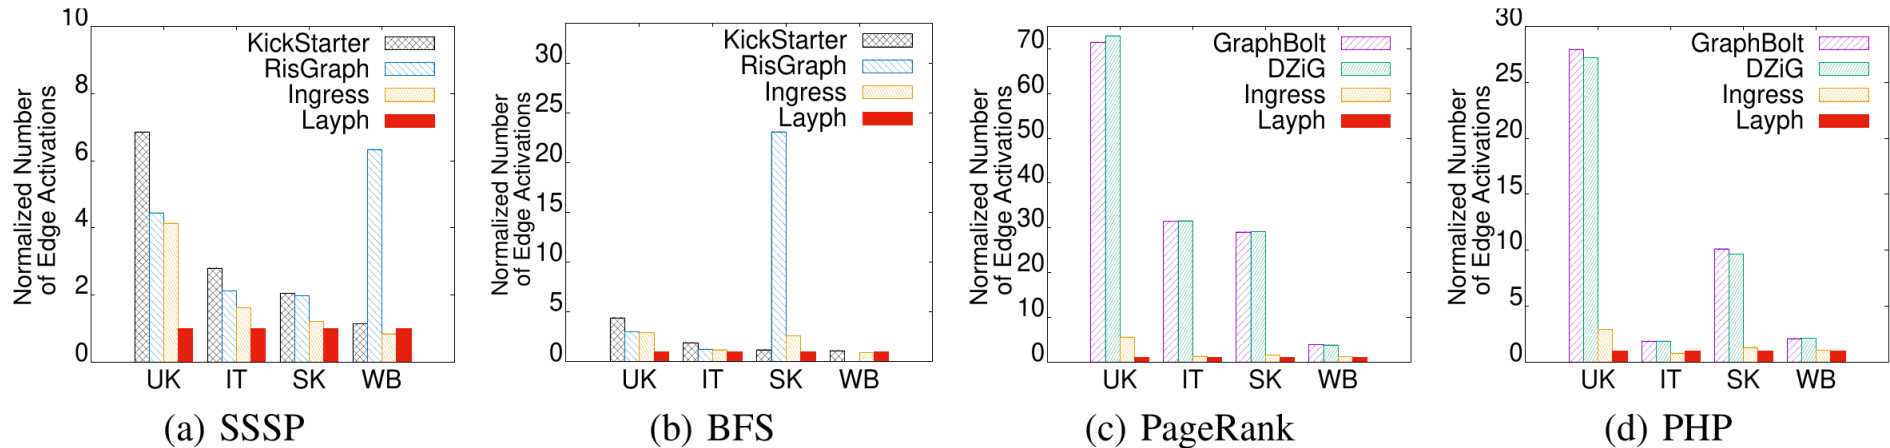 Normalized Number
of Edge Activations
10
8
6
4
2
0
KickStarter
RisGraph
Ingress
Layph
UK IT SK WB
(a) SSSP
Normalized Number
of Edge Activations
30
25
20
15
10
5
0
KickStarter
RisGraph
Ingress
Layph
UK IT SK WB
(b) BFS
Normalized Number
of Edge Activations
70
60
50
40
30
20
10
0
GraphBolt
DZiG
Ingress
Layph
UK IT SK WB
(c) PageRank
Normalized Number
of Edge Activations
30
25
20
15
10
5
0
GraphBolt
DZiG
Ingress
Layph
UK IT SK WB
(d) PHP